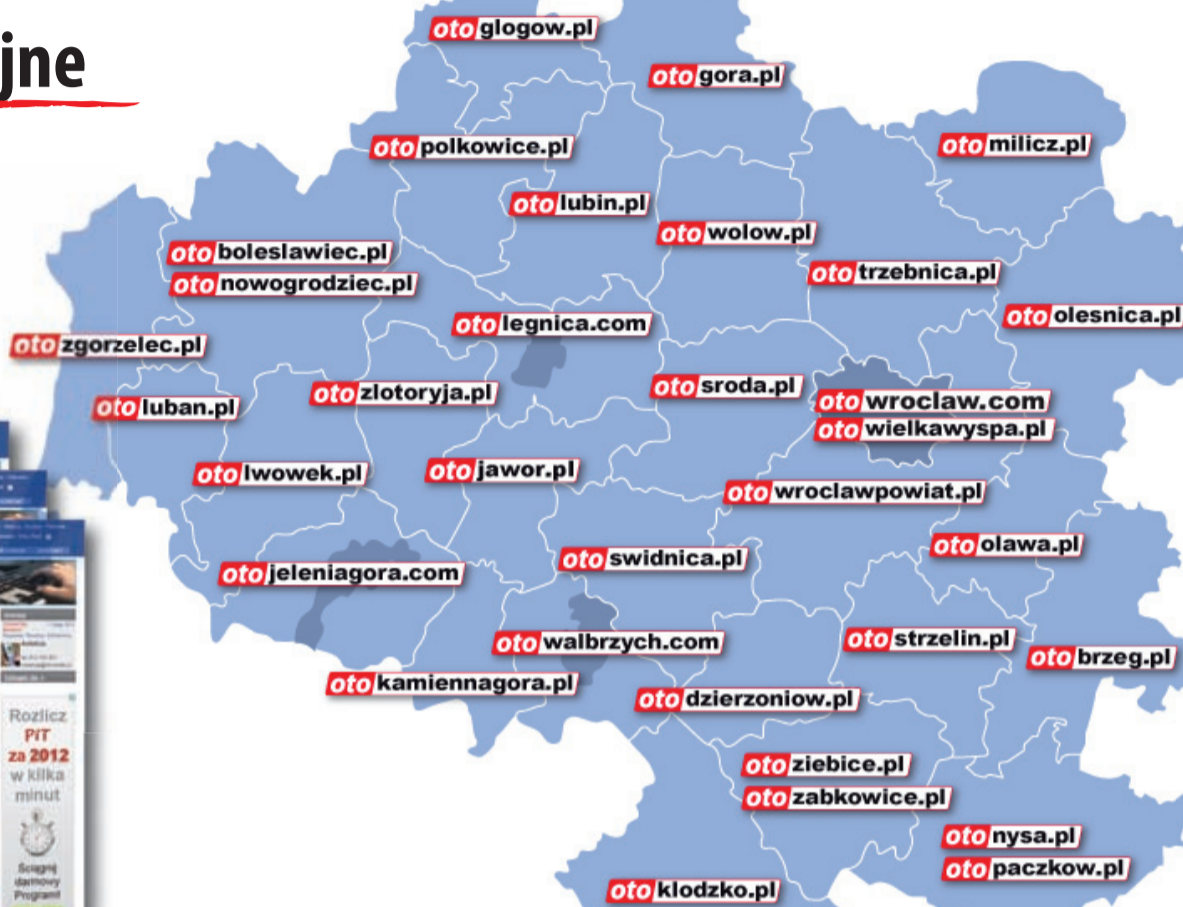 jne
otoglogow.pl
otogora.pl
otomilicz.pl
otopolkowice.pl
otolubin.pl
otowolow.pl
otoboleslawiec.pl
otonowogrodziec.pl
ototrzebnica.pl
otoolesnica.pl
otolegnica.com
otozgorzelec.pl
otozlotoryja.pl
otosroda.pl
otoluban.pl
otowroclaw.com
otowielkawyspa.pl
otolwowek.pl
otojawor.pl
otowroclawpowiat.pl
otoolawa.pl
otoswidnica.pl
otojeleniagora.com
otowalbrzych.com
otostrzelin.pl
otobrzeg.pl
otokamiennagora.pl
otodzierzoniow.pl
otoziebice.pl
otozabkowice.pl
otonysa.pl
otopaczkow.pl
otoklodzko.pl
Rozlicz
PIT
za 2012
w kilka
minut
Ściągnij
darmowy
Program!